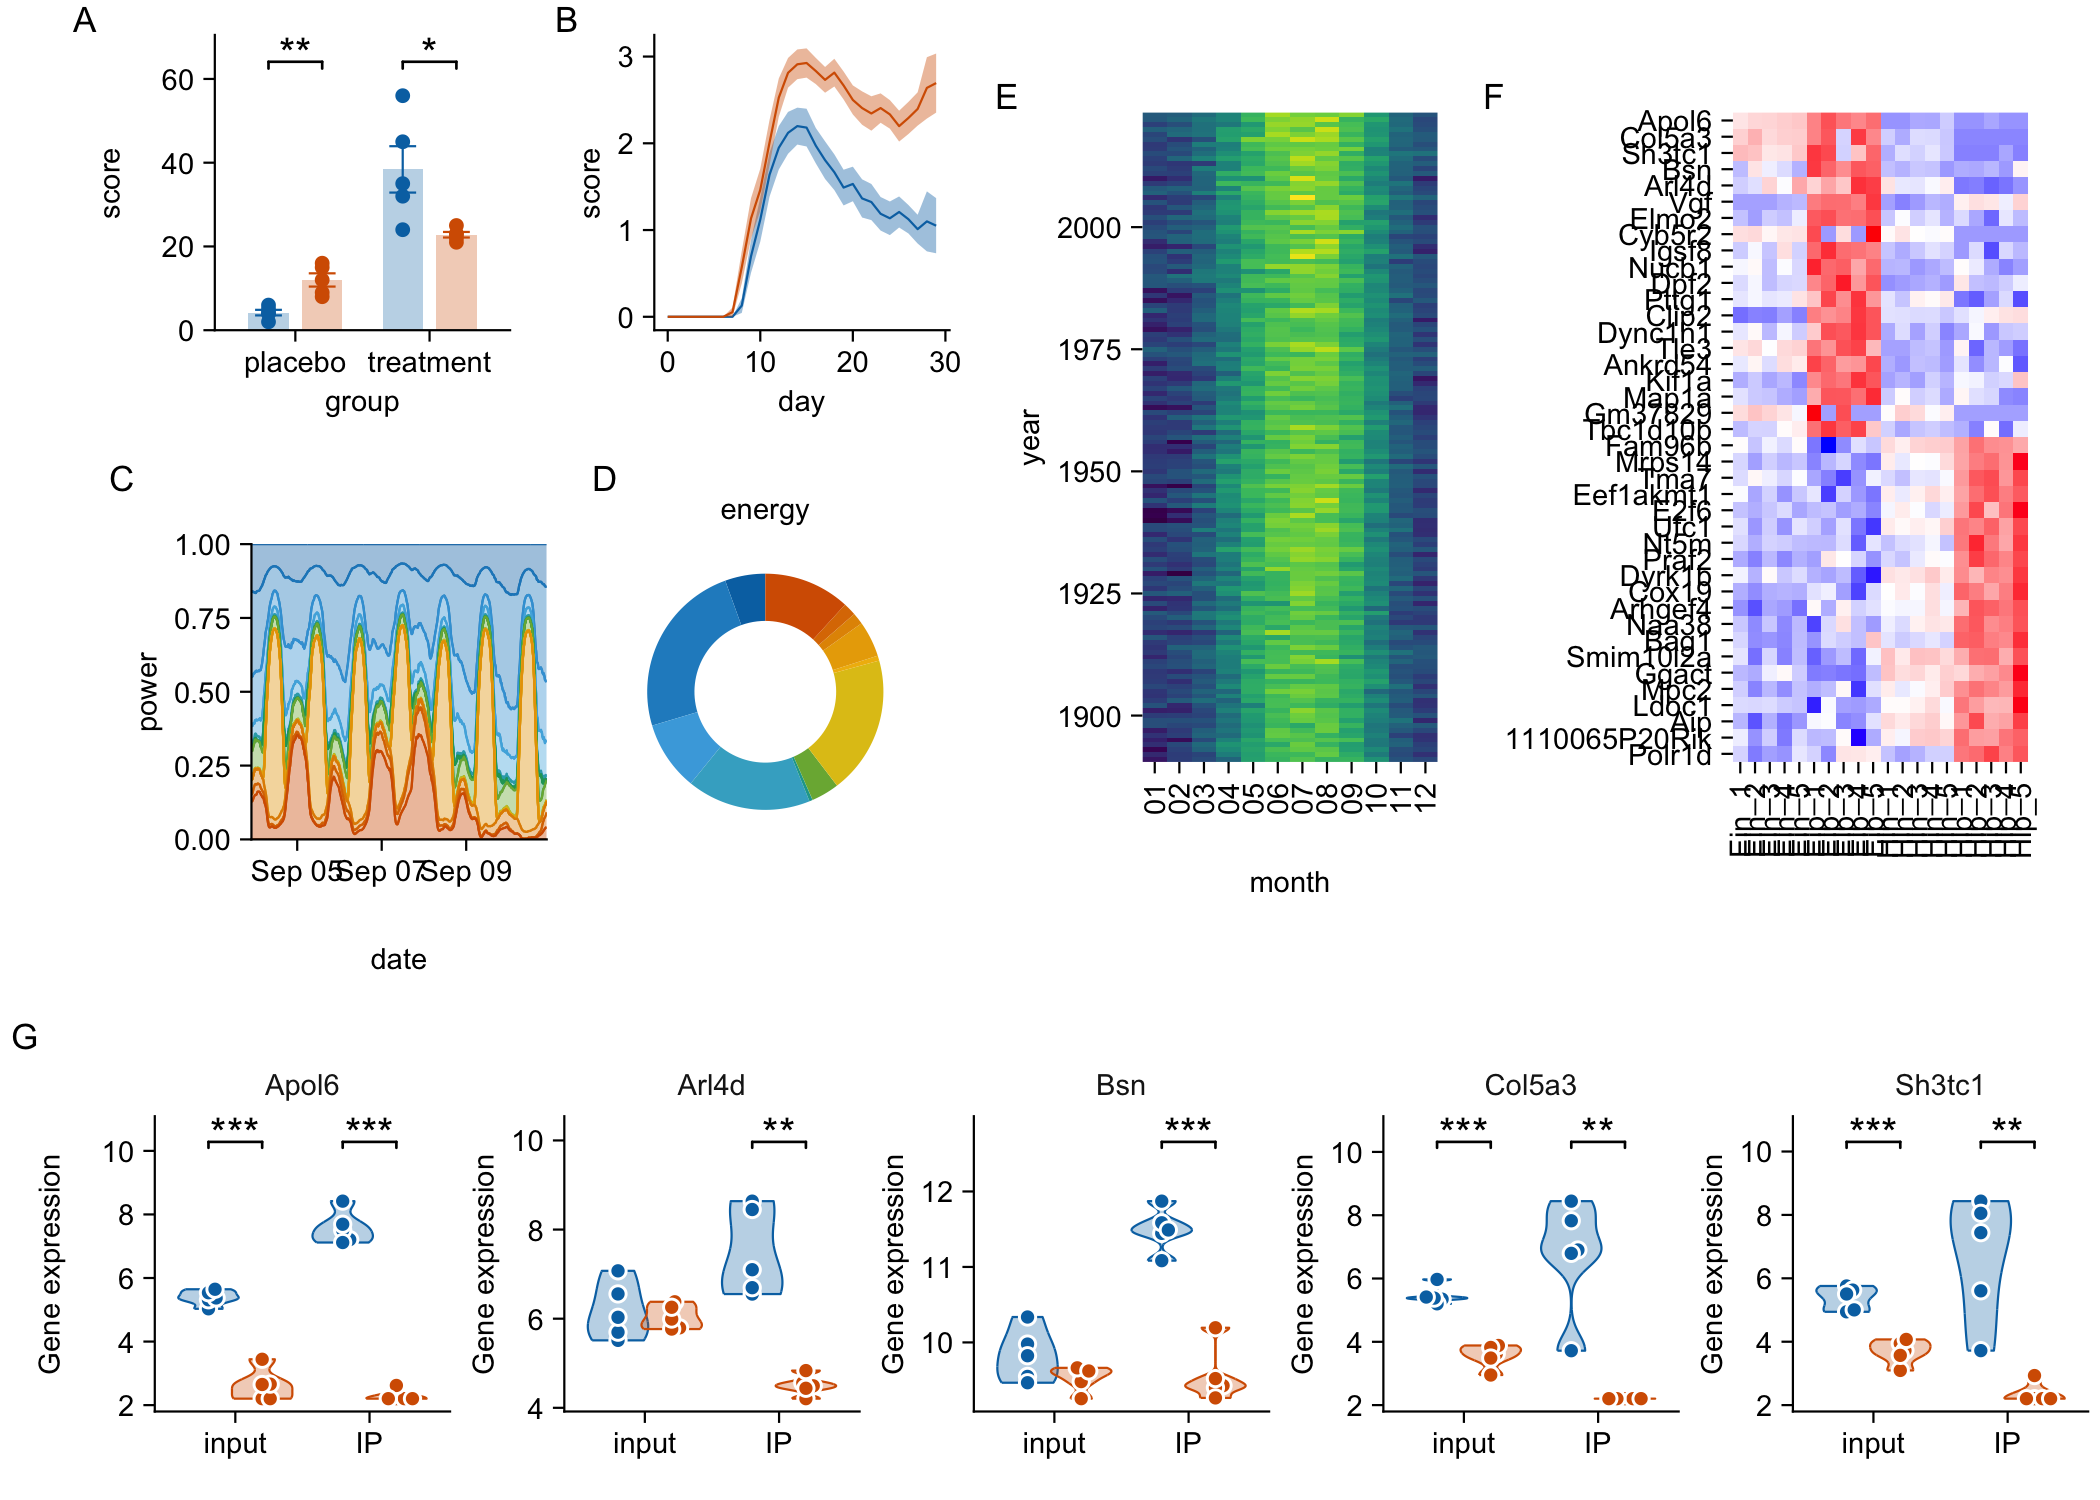 A
**
*
60
40
20
0
score
placebo
treatment
group
B
3
2
1
0
score
0
10
20
30
day
C
1.00
0.75
0.50
0.25
0.00
power
Sep 05
Sep 07
Sep 09
date
D
energy
E
2000
1975
1950
1925
1900
year
01
02
03
04
05
06
07
08
09
10
11
12
month
F
Apol6
Col5a3
Sh3tc1
Bsn
Arl4d
Vgf
Elmo2
Cyb5r2
Igsf8
Nucb1
Dpf2
Pttg1
Clip2
Dync1h1
Tle3
Ankrd54
Kif1a
Map1a
Gm37829
Tbc1d10b
Fam96b
Mrps14
Tma7
Eef1akmt1
E2f6
Ufc1
Nt5m
Praf2
Dyrk1b
Cox19
Arhgef4
Naa38
Bag1
Smim10l2a
Ggact
Mpc2
Ldoc1
Aip
1110065P20Rik
Polr1d
G
Apol6
***
***
10
8
6
4
2
Gene expression
input
IP
Arl4d
**
10
8
6
4
Gene expression
input
IP
Bsn
***
12
11
10
Gene expression
input
IP
Col5a3
***
**
10
8
6
4
2
Gene expression
input
IP
Sh3tc1
***
**
10
8
6
4
2
Gene expression
input
IP